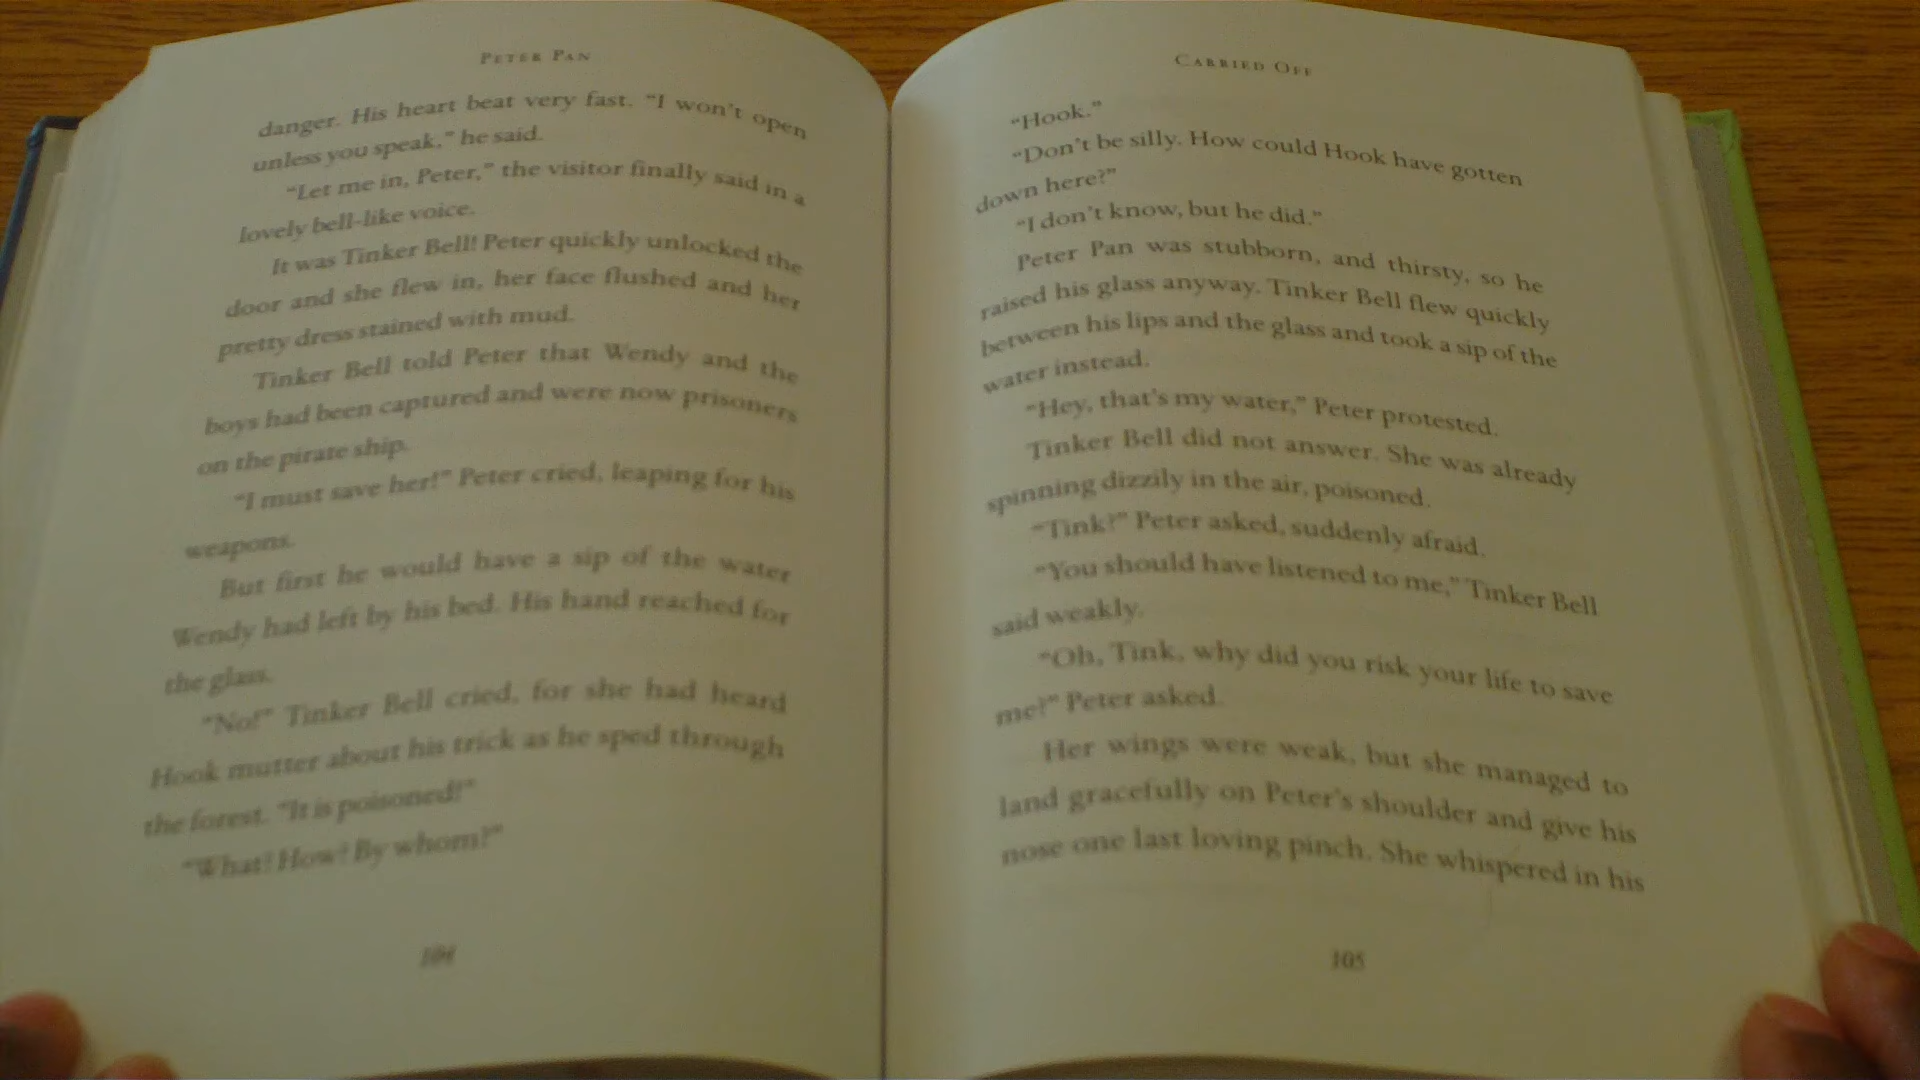 PETER PAN
danger. His heart beat very fast. “I won’t open
unless you speak,” he said.
“Let me in, Peter,” the visitor finally said in a
lovely bell-like voice.
It was Tinker Bell! Peter quickly unlocked the
door and she flew in, her face flushed and her
pretty dress stained with mud.
Tinker Bell told Peter that Wendy and the
boys had been captured and were now prisoners
on the pirate ship.
“I must save her!” Peter cried, leaping for his
weapons.
But first he would have a sip of the water
Wendy had left by his bed. His hand reached for
the glass.
“No!” Tinker Bell cried, for she had heard
Hook mutter about his trick as he sped through
the forest. “It is poisoned!”
“What? How? By whom?”
104
CARRIED OFF
“Hook.”
“Don’t be silly. How could Hook have gotten
down here?”
“I don’t know, but he did.”
Peter Pan was stubborn, and thirsty, so he
raised his glass anyway. Tinker Bell flew quickly
between his lips and the glass and took a sip of the
water instead.
“Hey, that’s my water,” Peter protested.
Tinker Bell did not answer. She was already
spinning dizzily in the air, poisoned.
“Tink?” Peter asked, suddenly afraid.
“You should have listened to me,” Tinker Bell
said weakly.
“Oh, Tink, why did you risk your life to save
me?” Peter asked.
Her wings were weak, but she managed to
land gracefully on Peter’s shoulder and give his
nose one last loving pinch. She whispered in his
105